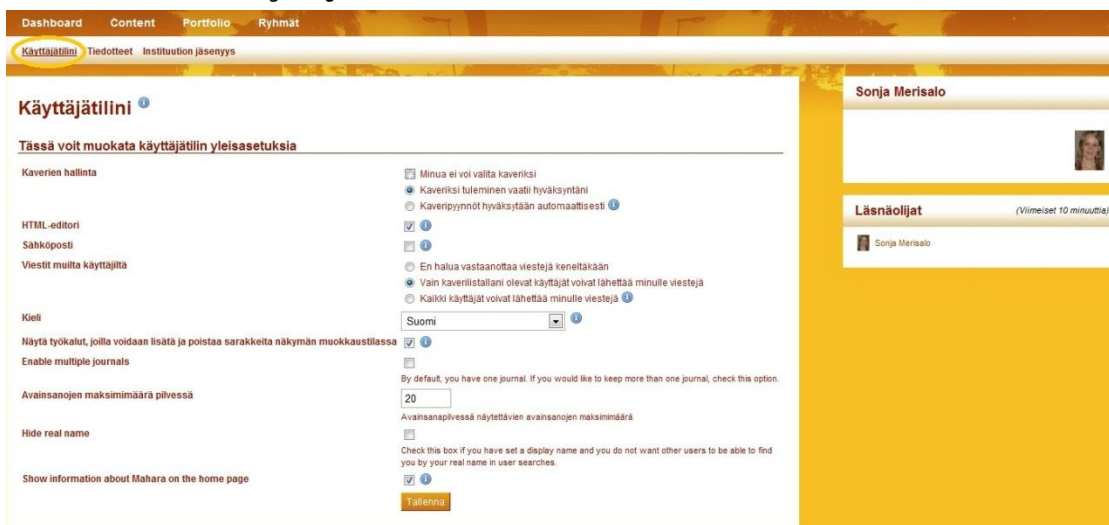 Dashboard Content Portfolio Ryhmät
Käyttäjätilini Tiedotteet Instituution jäsenyys
Käyttäjätilini
Tässä voit muokata käyttäjätilin yleisasetuksia
Kaverien hallinta
Minua ei voi valita kaveriksi
Kaveriksi tuleminen vaatii hyväksyntäni
Kaveripyynnöt hyväksytään automaattisesti
HTML-editori
Sähköposti
Viestit muilta käyttäjiltä
En halua vastaanottaa viestejä keneltäkään
Vain kaverilistallani olevat käyttäjät voivat lähettää minulle viestejä
Kaikki käyttäjät voivat lähettää minulle viestejä
Kieli
Suomi
Näytä työkalut, joilla voidaan lisätä ja poistaa sarakkeita näkymän muokkaustilassa
Enable multiple journals
By default, you have one journal. If you would like to keep more than one journal, check this option.
Avainsanojen maksimimäärä pilvessä
20
Avainsanapilvessä näytettävien avainsanojen maksimimäärä
Hide real name
Check this box if you have set a display name and you do not want other users to be able to find
you by your real name in user searches.
Show information about Mahara on the home page
Tallenna
Sonja Merisalo
Läsnäolijat (Viimeiset 10 minuuttia)
Sonja Merisalo